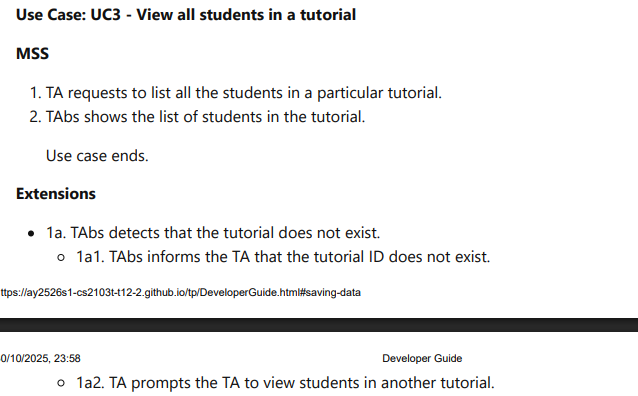 Use Case: UC3 - View all students in a tutorial
MSS
1. TA requests to list all the students in a particular tutorial.
2. TAbs shows the list of students in the tutorial.
Use case ends.
Extensions
• 1a. TAbs detects that the tutorial does not exist.
○ 1a1. TAbs informs the TA that the tutorial ID does not exist.
ttps://ay2526s1-cs2103t-t12-2.github.io/tp/DeveloperGuide.html#saving-data
0/10/2025, 23:58 Developer Guide
○ 1a2. TA prompts the TA to view students in another tutorial.